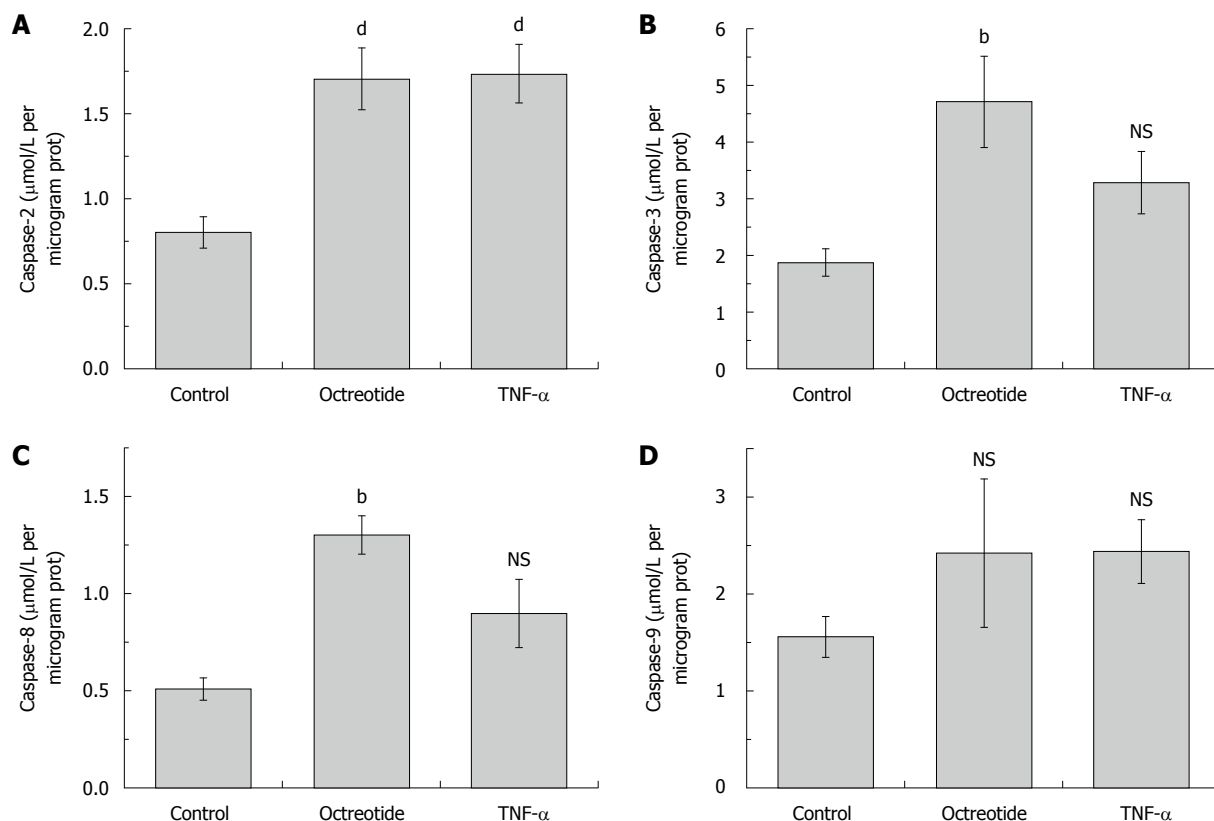 A
Caspase-2 (μmol/L per
microgram prot)
2.0
1.5
1.0
0.5
0.0
d
d
Control
Octreotide
TNF-α
B
Caspase-3 (μmol/L per
microgram prot)
6
5
4
3
2
1
0
b
NS
Control
Octreotide
TNF-α
C
Caspase-8 (μmol/L per
microgram prot)
1.5
1.0
0.5
0.0
b
NS
Control
Octreotide
TNF-α
D
Caspase-9 (μmol/L per
microgram prot)
3
2
1
0
NS
NS
Control
Octreotide
TNF-α